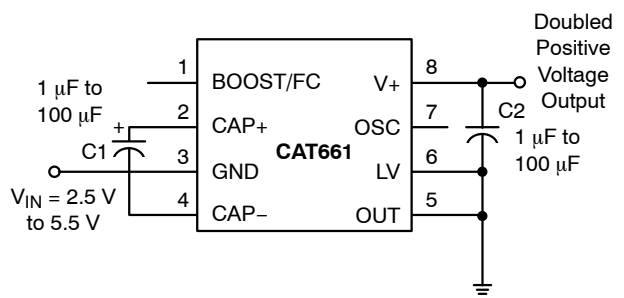 Doubled
Positive
Voltage
Output
1 BOOST/FC V+ 8
1 μF to
100 μF
2 CAP+ OSC 7
+
C1
CAT661
C2
1 μF to
100 μF
3 GND LV 6
VIN = 2.5 V
to 5.5 V
4 CAP− OUT 5